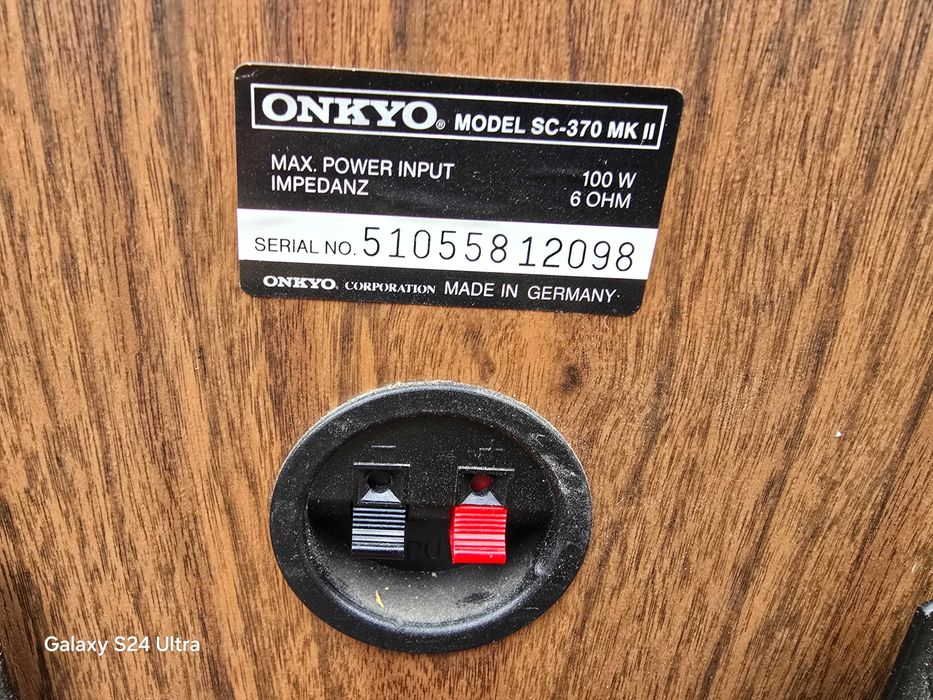 ONKYO® MODEL SC-370 MK II
MAX. POWER INPUT 100 W
IMPEDANZ 6 OHM
SERIAL NO. 51055812098
ONKYO. CORPORATION MADE IN GERMANY
− +
Galaxy S24 Ultra